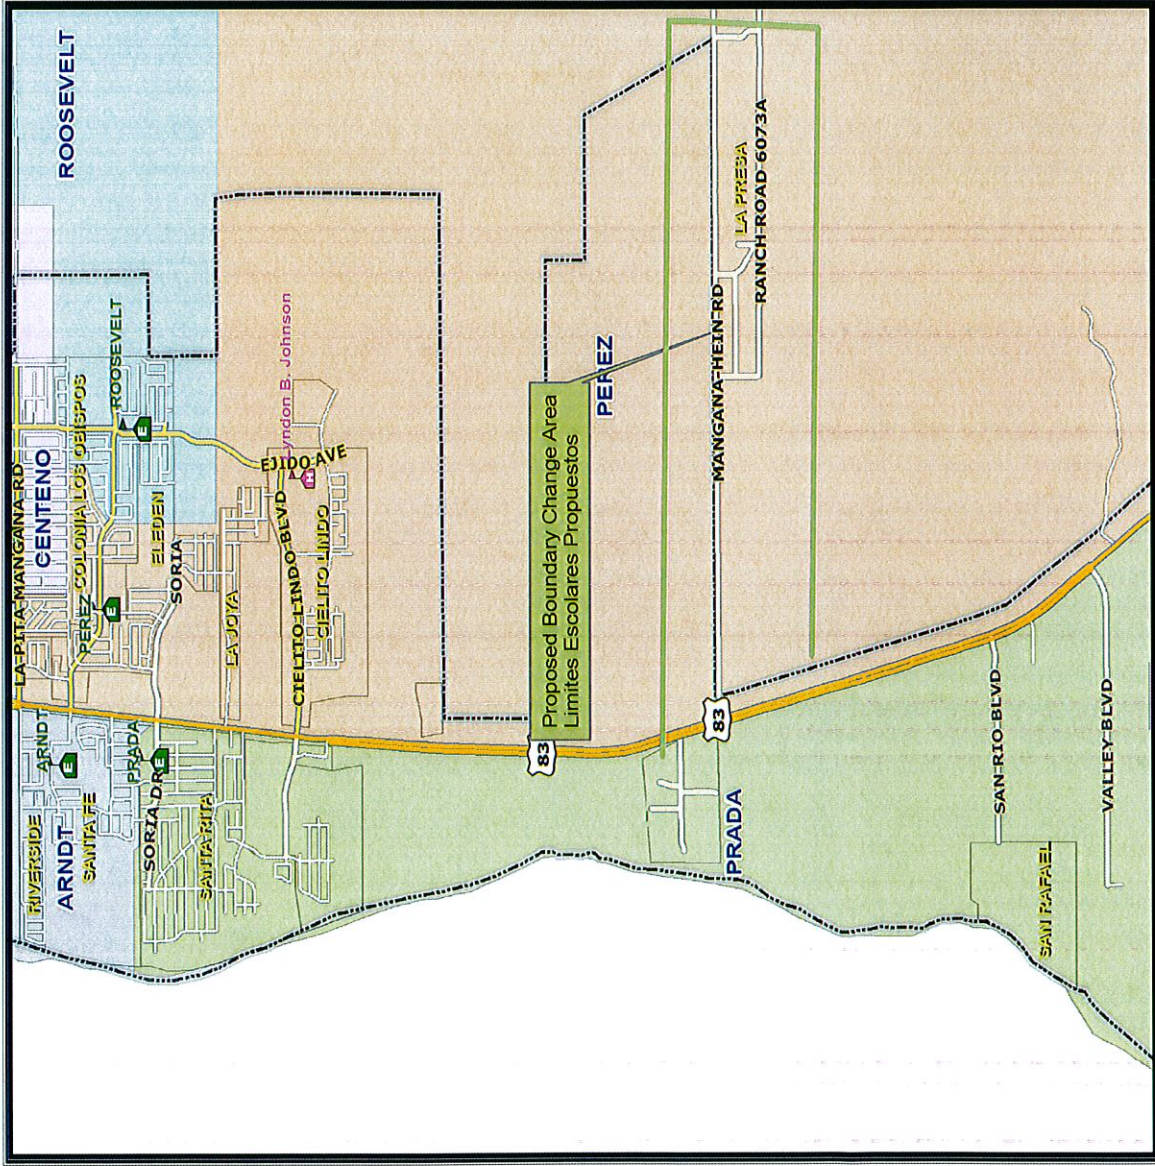 ROOSEVELT
LA-PITA-MANGANA-RD
CENTENO
PEREZ
COLONIA LOS OBISPOS
ROOSEVELT
E
E
ELEDEN
SORIA
ARNDT
E
RIVERSIDE
ARNDT
SANTA FE
PRADA
E
SORIA-DR
SANTA RITA
LA JOYA
Lyndon B. Johnson
H
EJIDO AVE
CIELITO-LINDO-BLVD
CIELITO LINDO
Proposed Boundary Change Area
Limites Escolares Propuestos
83
PEREZ
MANGANA-HEIN-RD
LA PRESA
RANCH-ROAD-6073A
83
PRADA
SAN-RIO-BLVD
VALLEY-BLVD
SAN RAFAEL